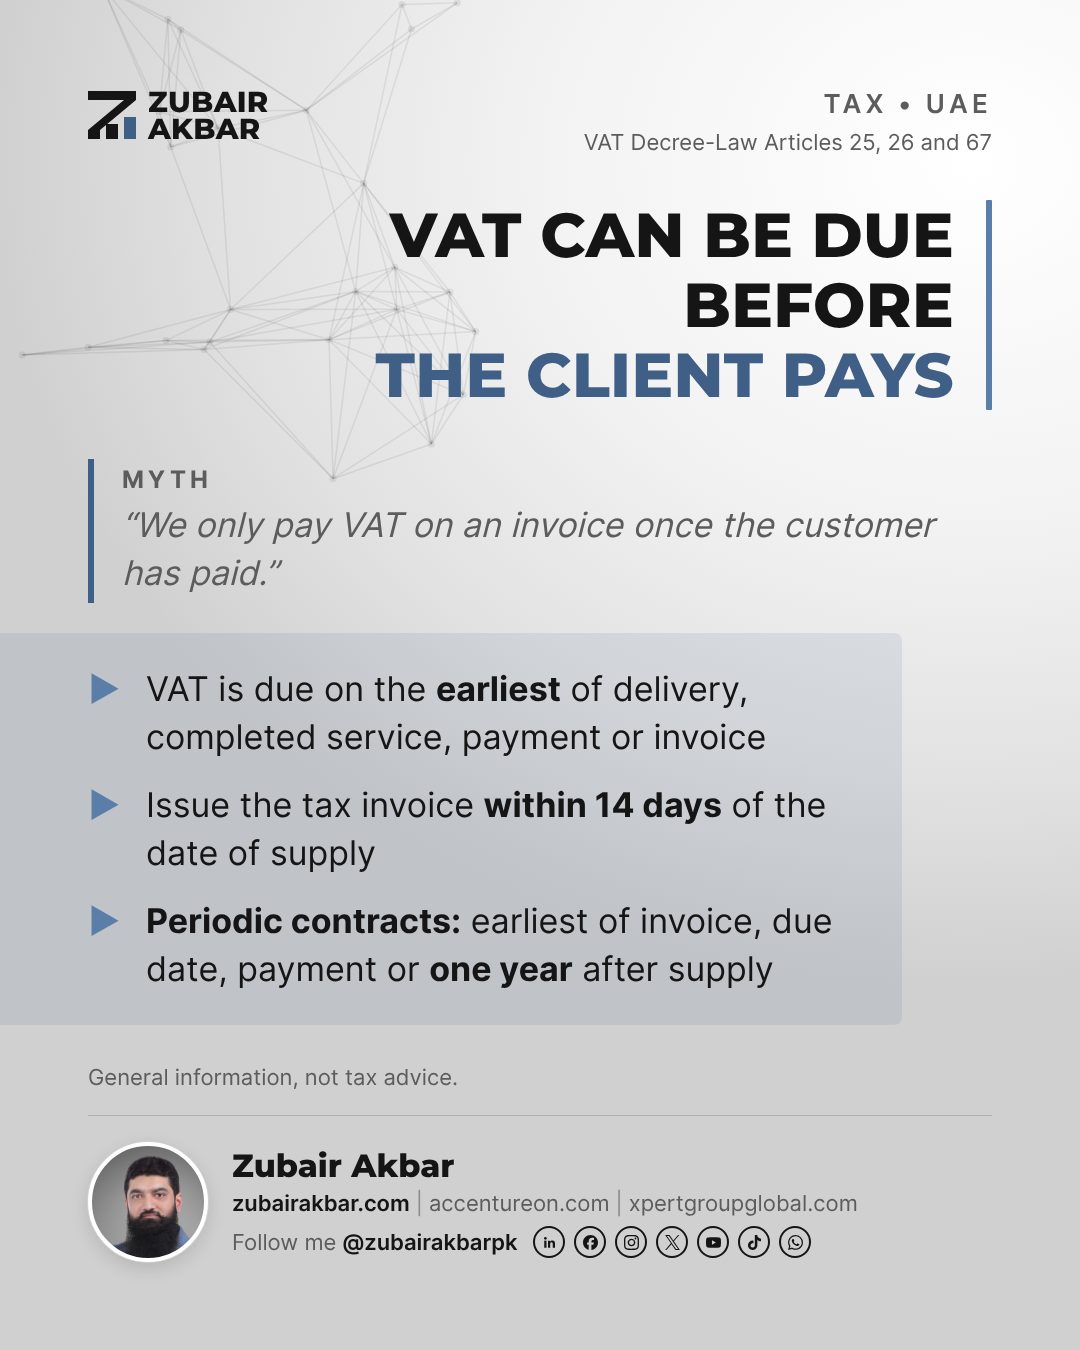 ZUBAIR
AKBAR
TAX • UAE
VAT Decree-Law Articles 25, 26 and 67
VAT CAN BE DUE
BEFORE
THE CLIENT PAYS
MYTH
“We only pay VAT on an invoice once the customer
has paid.”
VAT is due on the earliest of delivery,
completed service, payment or invoice
Issue the tax invoice within 14 days of the
date of supply
Periodic contracts: earliest of invoice, due
date, payment or one year after supply
General information, not tax advice.
Zubair Akbar
zubairakbar.com | accentureon.com | xpertgroupglobal.com
Follow me @zubairakbarpk